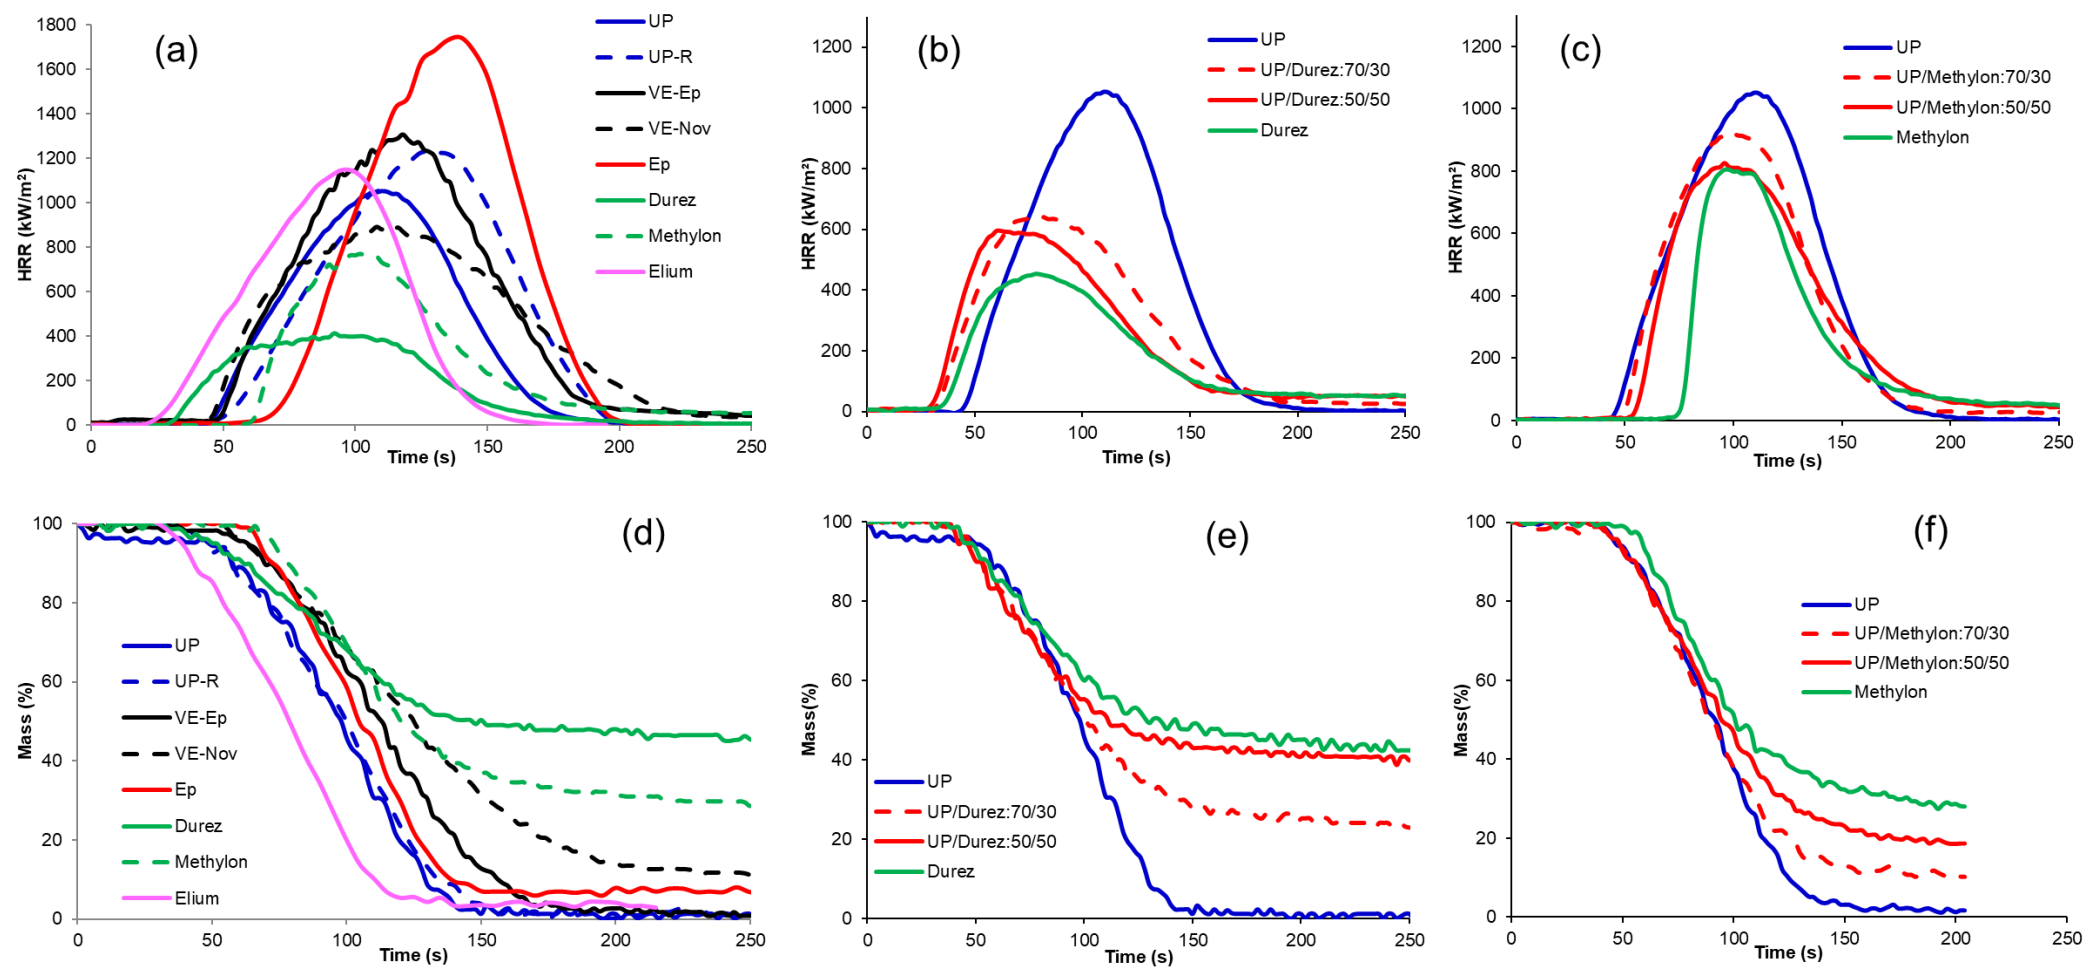 (a)
HRR (kW/m²)
1800
1600
1400
1200
1000
800
600
400
200
0
0 50 100 150 200 250
Time (s)
UP
UP-R
VE-Ep
VE-Nov
Ep
Durez
Methylon
Elium
(b)
HRR (kW/m²)
1200
1000
800
600
400
200
0
0 50 100 150 200 250
Time (s)
UP
UP/Durez:70/30
UP/Durez:50/50
Durez
(c)
HRR (kW/m²)
1200
1000
800
600
400
200
0
0 50 100 150 200 250
Time (s)
UP
UP/Methylon:70/30
UP/Methylon:50/50
Methylon
(d)
Mass (%)
100
80
60
40
20
0
0 50 100 150 200 250
Time (s)
UP
UP-R
VE-Ep
VE-Nov
Ep
Durez
Methylon
Elium
(e)
Mass(%)
100
80
60
40
20
0
0 50 100 150 200 250
Time (s)
UP
UP/Durez:70/30
UP/Durez:50/50
Durez
(f)
Mass(%)
100
80
60
40
20
0
0 50 100 150 200 250
Time (s)
UP
UP/Methylon:70/30
UP/Methylon:50/50
Methylon